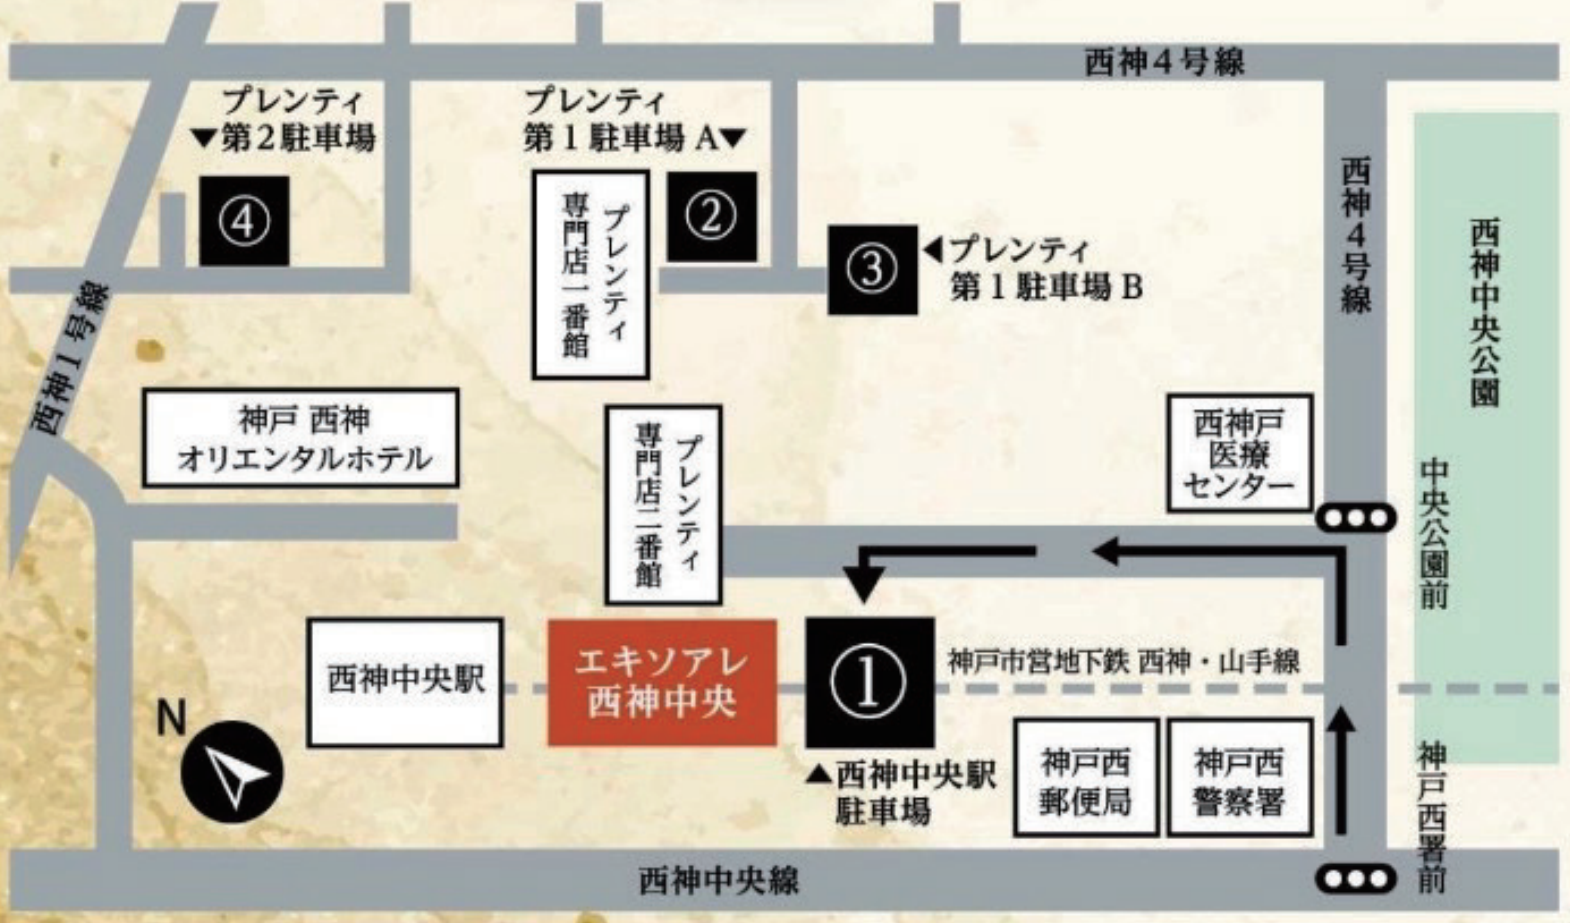 西神4号線
プレンティ
▼第2駐車場
④
プレンティ
第1駐車場 A▼
②
プレンティ
専門店一番館
③
◀プレンティ
第1駐車場 B
西神4号線
西神中央公園
西神1号線
神戸 西神
オリエンタルホテル
プレンティ
専門店二番館
西神戸
医療
センター
中央公園前
西神中央駅
エキソアレ
西神中央
①
神戸市営地下鉄 西神・山手線
▲西神中央駅
駐車場
神戸西
郵便局
神戸西
警察署
神戸西署前
N
西神中央線